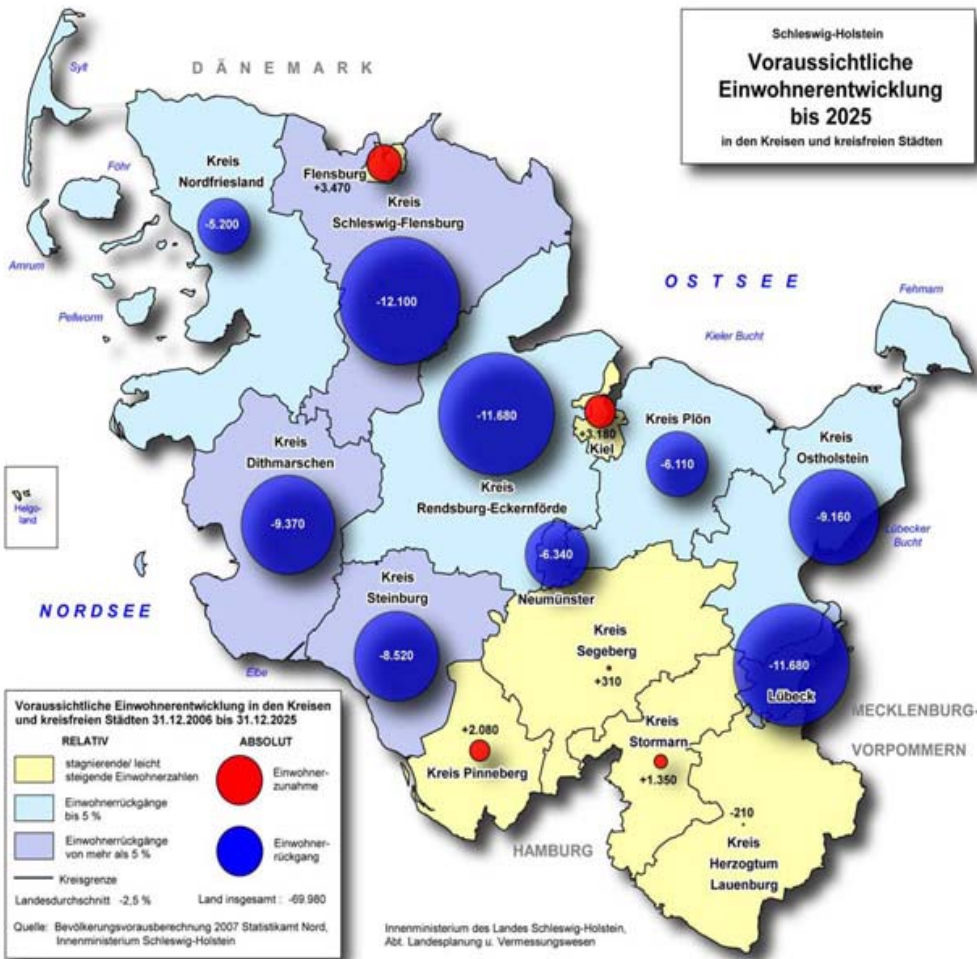 Schleswig-Holstein
Voraussichtliche
Einwohnerentwicklung
bis 2025
in den Kreisen und kreisfreien Städten
DÄNEMARK
Sylt
Föhr
Amrum
Pellworm
Kreis
Nordfriesland
-5.200
Flensburg
+3.470
Kreis
Schleswig-Flensburg
-12.100
OSTSEE
Fehmarn
Kieler Bucht
-11.680
Kreis
Rendsburg-Eckernförde
+3.180
Kiel
Kreis Plön
-6.110
Kreis
Ostholstein
-9.160
Lübecker
Bucht
Kreis
Dithmarschen
-9.370
Helgo-
land
NORDSEE
-6.340
Neumünster
Kreis
Steinburg
-8.520
Elbe
Kreis
Segeberg
+310
-11.680
Lübeck
MECKLENBURG-
VORPOMMERN
+2.080
Kreis Pinneberg
Kreis
Stormarn
+1.350
-210
Kreis
Herzogtum
Lauenburg
HAMBURG
Voraussichtliche Einwohnerentwicklung in den Kreisen
und kreisfreien Städten 31.12.2006 bis 31.12.2025
RELATIV
ABSOLUT
stagnierende/ leicht
steigende Einwohnerzahlen
Einwohner-
zunahme
Einwohnerrückgänge
bis 5 %
Einwohnerrückgänge
von mehr als 5 %
Einwohner-
rückgang
Kreisgrenze
Landesdurchschnitt -2,5 %
Land insgesamt : -69.980
Quelle: Bevölkerungsvorausberechnung 2007 Statistikamt Nord,
Innenministerium Schleswig-Holstein
Innenministerium des Landes Schleswig-Holstein,
Abt. Landesplanung u. Vermessungswesen